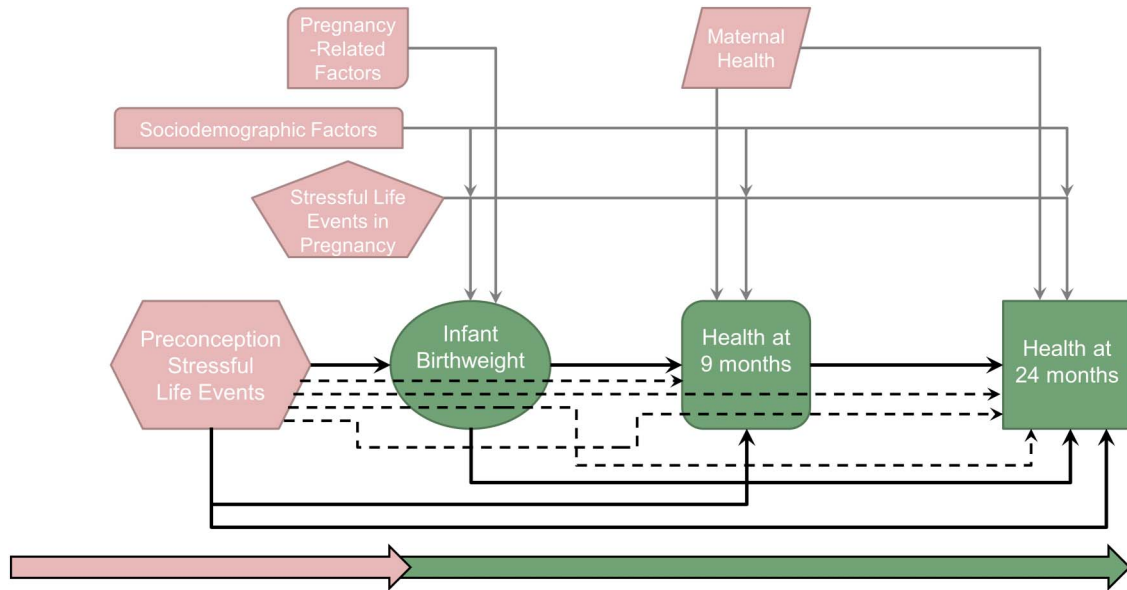 Pregnancy
-Related
Factors
Maternal
Health
Sociodemographic Factors
Stressful Life
Events in
Pregnancy
Preconception
Stressful
Life Events
Infant
Birthweight
Health at
9 months
Health at
24 months